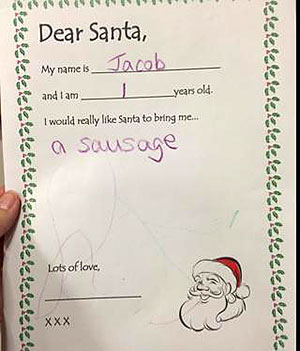 Dear Santa,
My name is Jacob
and I am 1 years old.
I would really like Santa to bring me...
a sausage
Lots of love,
X X X